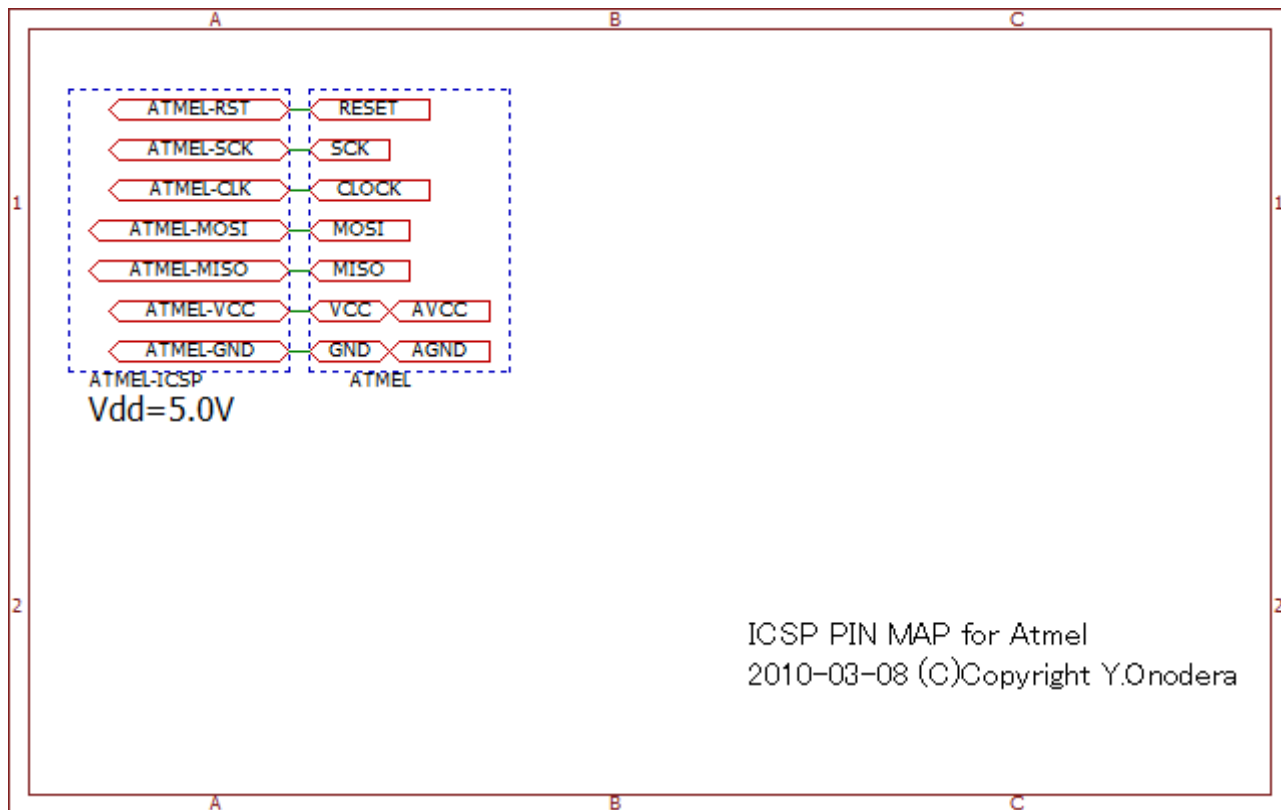 A B C
ATMEL-RST RESET
ATMEL-SCK SCK
ATMEL-CLK CLOCK
1 1
ATMEL-MOSI MOSI
ATMEL-MISO MISO
ATMEL-VCC VCC AVCC
ATMEL-GND GND AGND
ATMEL-ICSP ATMEL
Vdd=5.0V
2 2
ICSP PIN MAP for Atmel
2010-03-08 (C)Copyright Y.Onodera
A B C